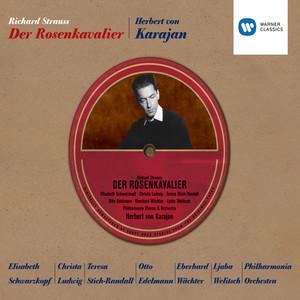 Richard Strauss
Der Rosenkavalier
Herbert von
Karajan
WARNER
CLASSICS
Richard Strauss
DER ROSENKAVALIER
Elisabeth Schwarzkopf · Christa Ludwig · Teresa Stich-Randall
Otto Edelmann · Eberhard Wächter · Ljuba Welitsch
Philharmonia Chorus & Orchestra
Herbert von Karajan
Elisabeth Christa Teresa Otto Eberhard Ljuba Philharmonia
Schwarzkopf Ludwig Stich-Randall Edelmann Wächter Welitsch Orchestra